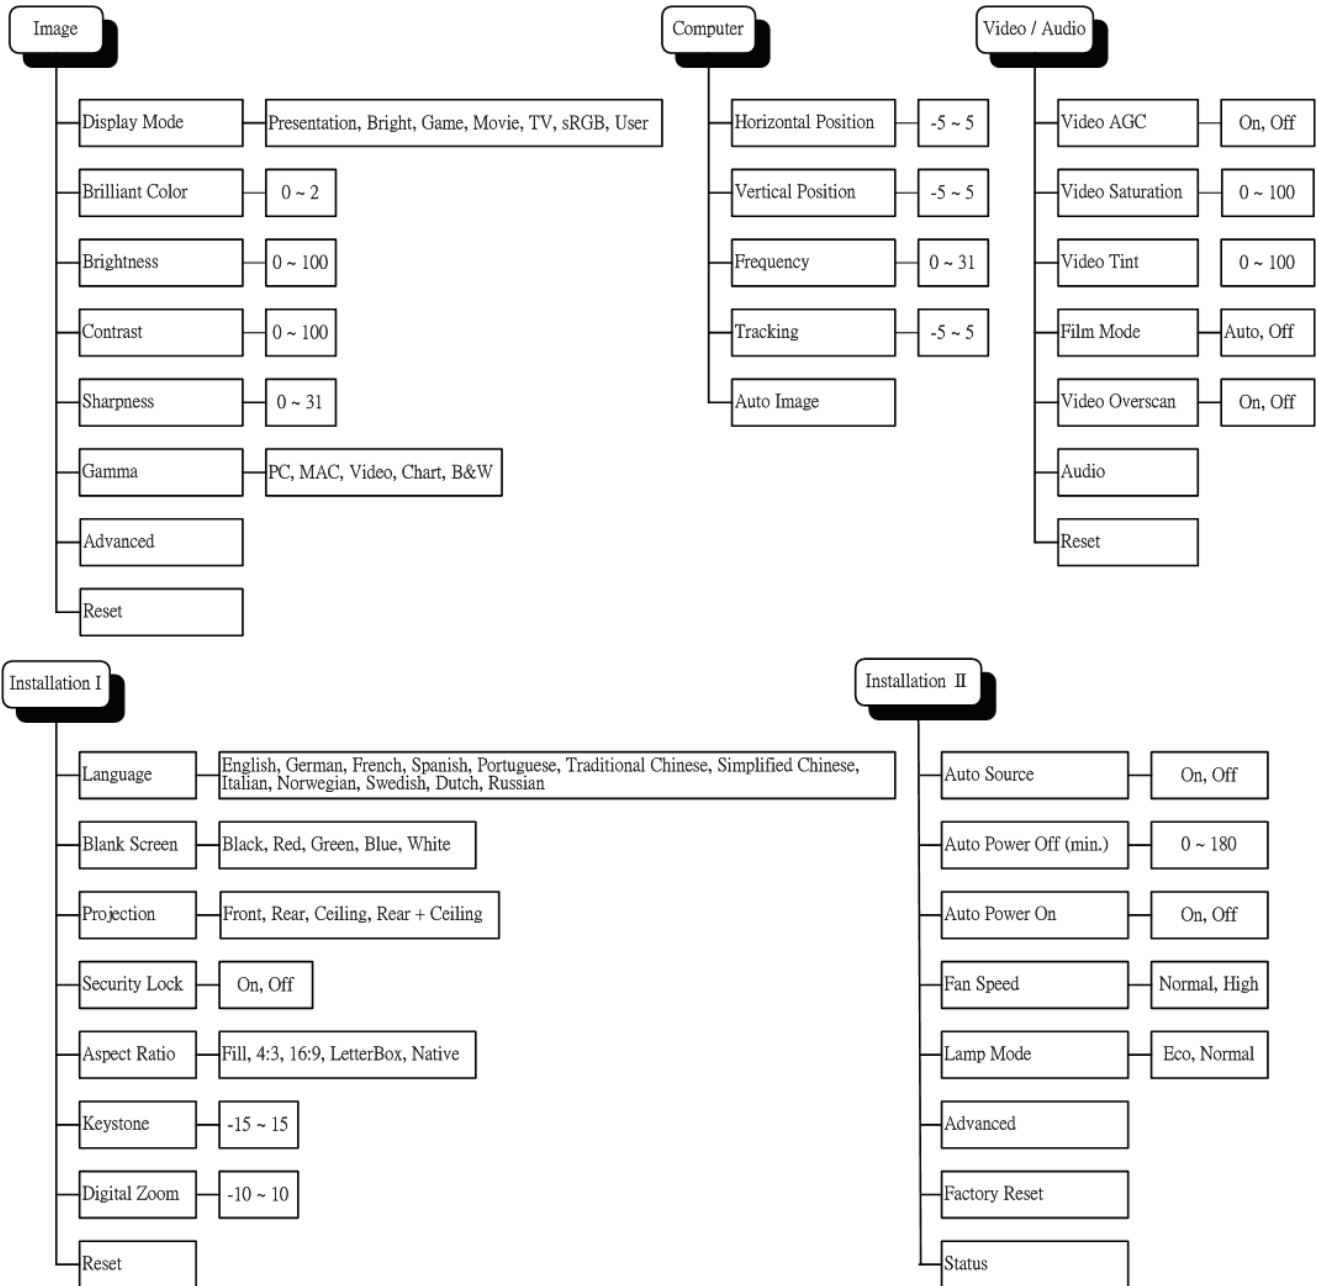 Image
Display Mode
Presentation, Bright, Game, Movie, TV, sRGB, User
Brilliant Color
0 ~ 2
Brightness
0 ~ 100
Contrast
0 ~ 100
Sharpness
0 ~ 31
Gamma
PC, MAC, Video, Chart, B&W
Advanced
Reset
Computer
Horizontal Position
-5 ~ 5
Vertical Position
-5 ~ 5
Frequency
0 ~ 31
Tracking
-5 ~ 5
Auto Image
Video / Audio
Video AGC
On, Off
Video Saturation
0 ~ 100
Video Tint
0 ~ 100
Film Mode
Auto, Off
Video Overscan
On, Off
Audio
Reset
Installation I
Language
English, German, French, Spanish, Portuguese, Traditional Chinese, Simplified Chinese,
Italian, Norwegian, Swedish, Dutch, Russian
Blank Screen
Black, Red, Green, Blue, White
Projection
Front, Rear, Ceiling, Rear + Ceiling
Security Lock
On, Off
Aspect Ratio
Fill, 4:3, 16:9, LetterBox, Native
Keystone
-15 ~ 15
Digital Zoom
-10 ~ 10
Reset
Installation II
Auto Source
On, Off
Auto Power Off (min.)
0 ~ 180
Auto Power On
On, Off
Fan Speed
Normal, High
Lamp Mode
Eco, Normal
Advanced
Factory Reset
Status